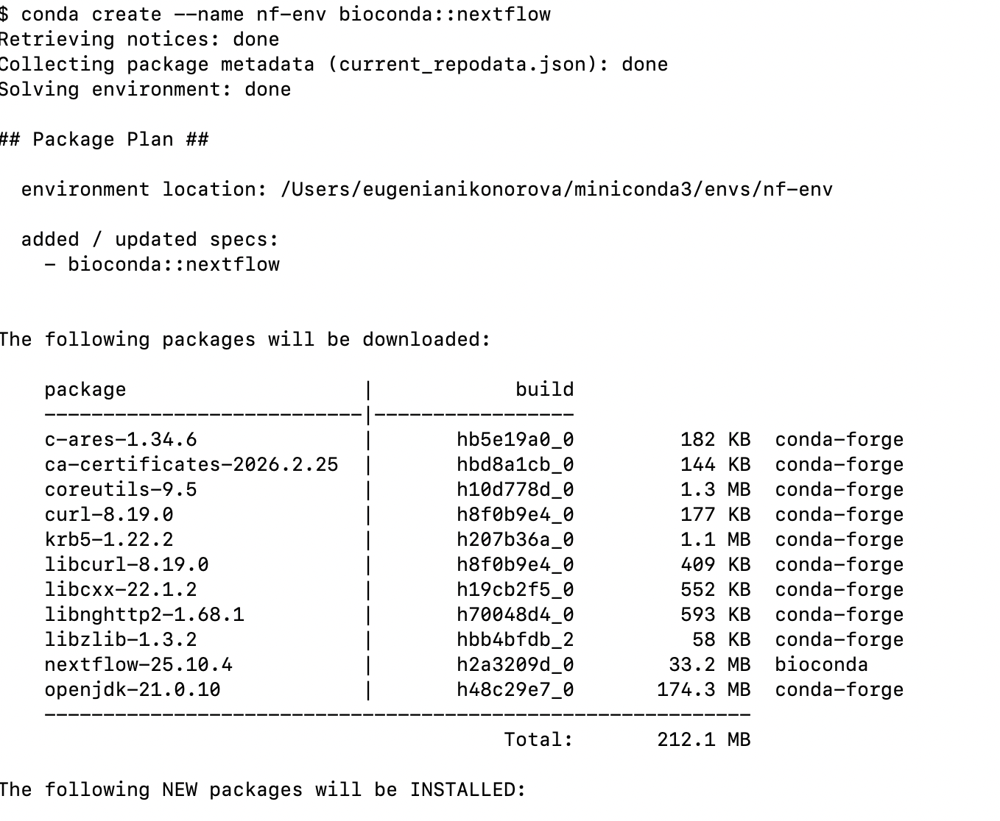 $ conda create --name nf-env bioconda::nextflow
Retrieving notices: done
Collecting package metadata (current_repodata.json): done
Solving environment: done
## Package Plan ##
environment location: /Users/eugenianikonorova/miniconda3/envs/nf-env
added / updated specs:
- bioconda::nextflow
The following packages will be downloaded:
package | build
---------------------------|-----------------
c-ares-1.34.6 | hb5e19a0_0 182 KB conda-forge
ca-certificates-2026.2.25 | hbd8a1cb_0 144 KB conda-forge
coreutils-9.5 | h10d778d_0 1.3 MB conda-forge
curl-8.19.0 | h8f0b9e4_0 177 KB conda-forge
krb5-1.22.2 | h207b36a_0 1.1 MB conda-forge
libcurl-8.19.0 | h8f0b9e4_0 409 KB conda-forge
libcxx-22.1.2 | h19cb2f5_0 552 KB conda-forge
libnghttp2-1.68.1 | h70048d4_0 593 KB conda-forge
libzlib-1.3.2 | hbb4bfdb_2 58 KB conda-forge
nextflow-25.10.4 | h2a3209d_0 33.2 MB bioconda
openjdk-21.0.10 | h48c29e7_0 174.3 MB conda-forge
------------------------------------------------------------
Total: 212.1 MB
The following NEW packages will be INSTALLED: